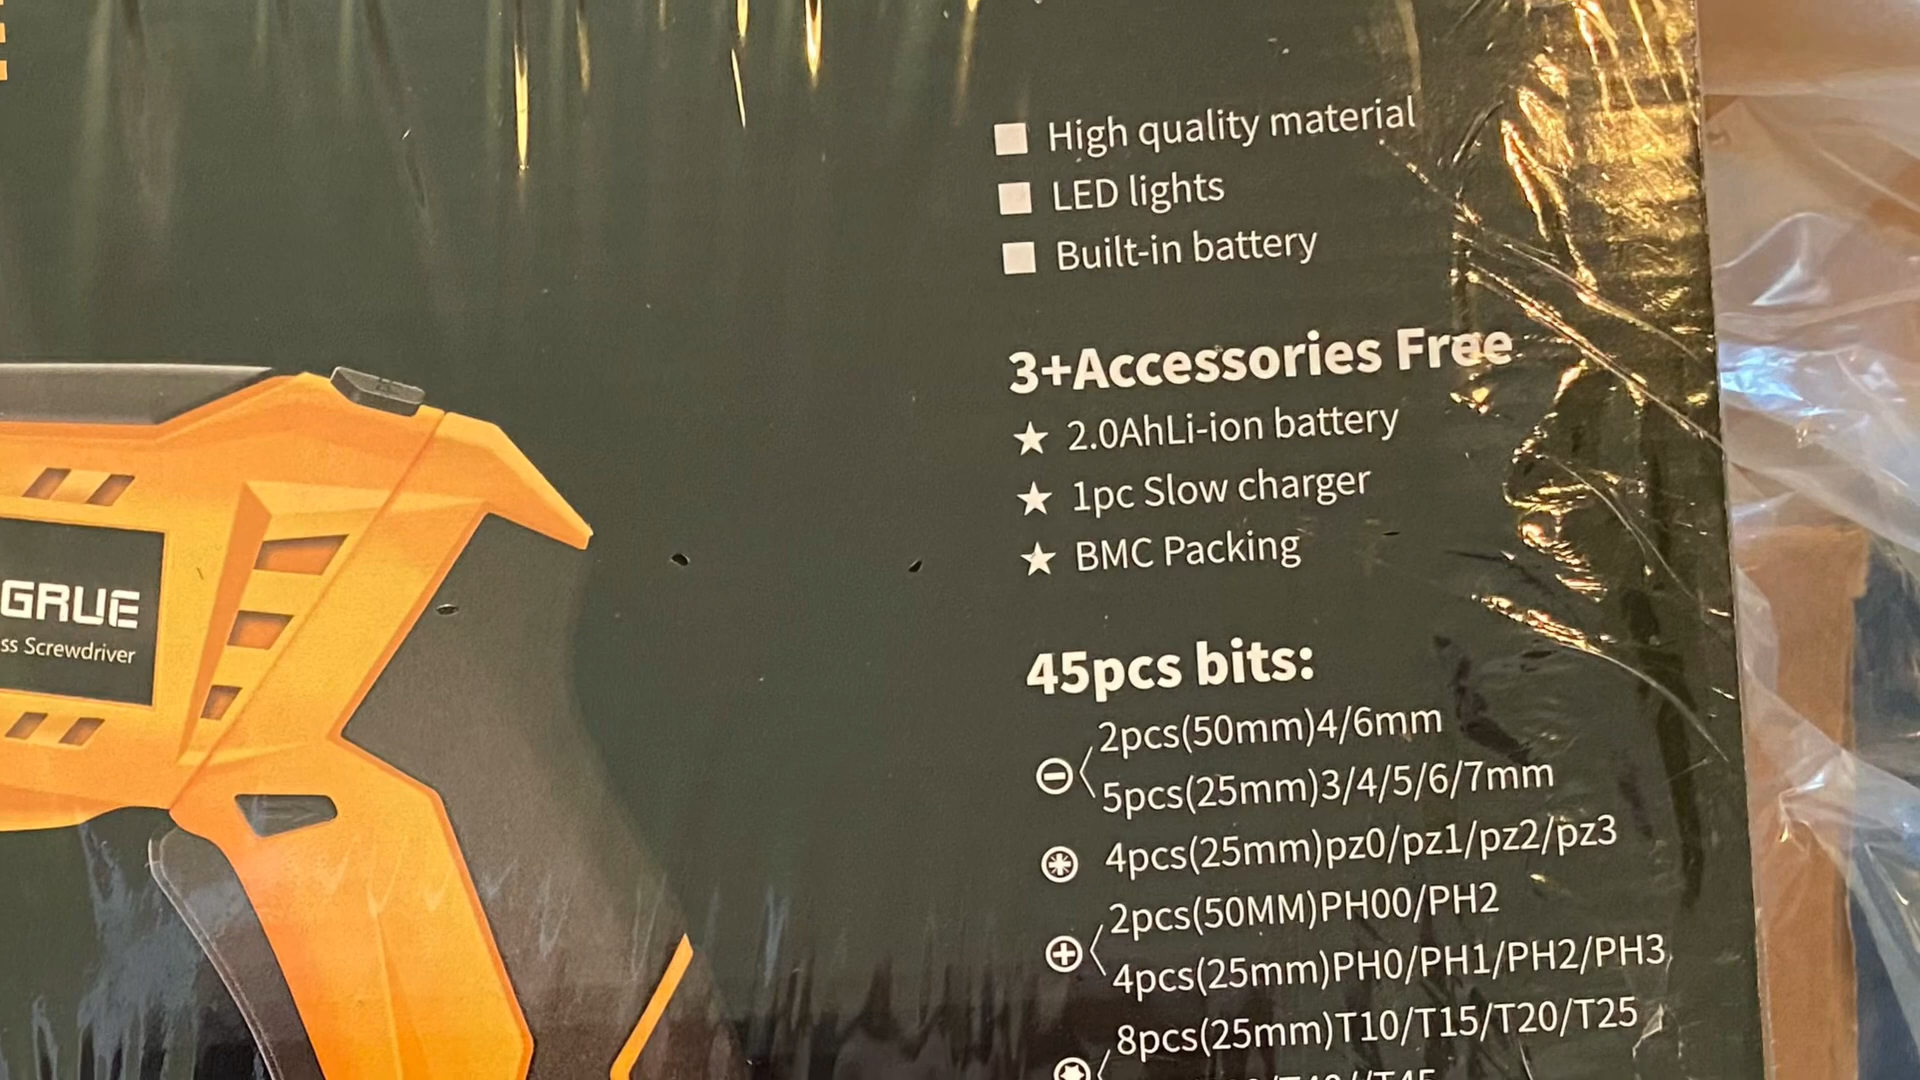 High quality material
LED lights
Built-in battery
3+Accessories Free
2.0AhLi-ion battery
1pc Slow charger
BMC Packing
GRUE
ss Screwdriver
45pcs bits:
2pcs(50mm)4/6mm
5pcs(25mm)3/4/5/6/7mm
4pcs(25mm)pz0/pz1/pz2/pz3
2pcs(50MM)PH00/PH2
4pcs(25mm)PH0/PH1/PH2/PH3
8pcs(25mm)T10/T15/T20/T25